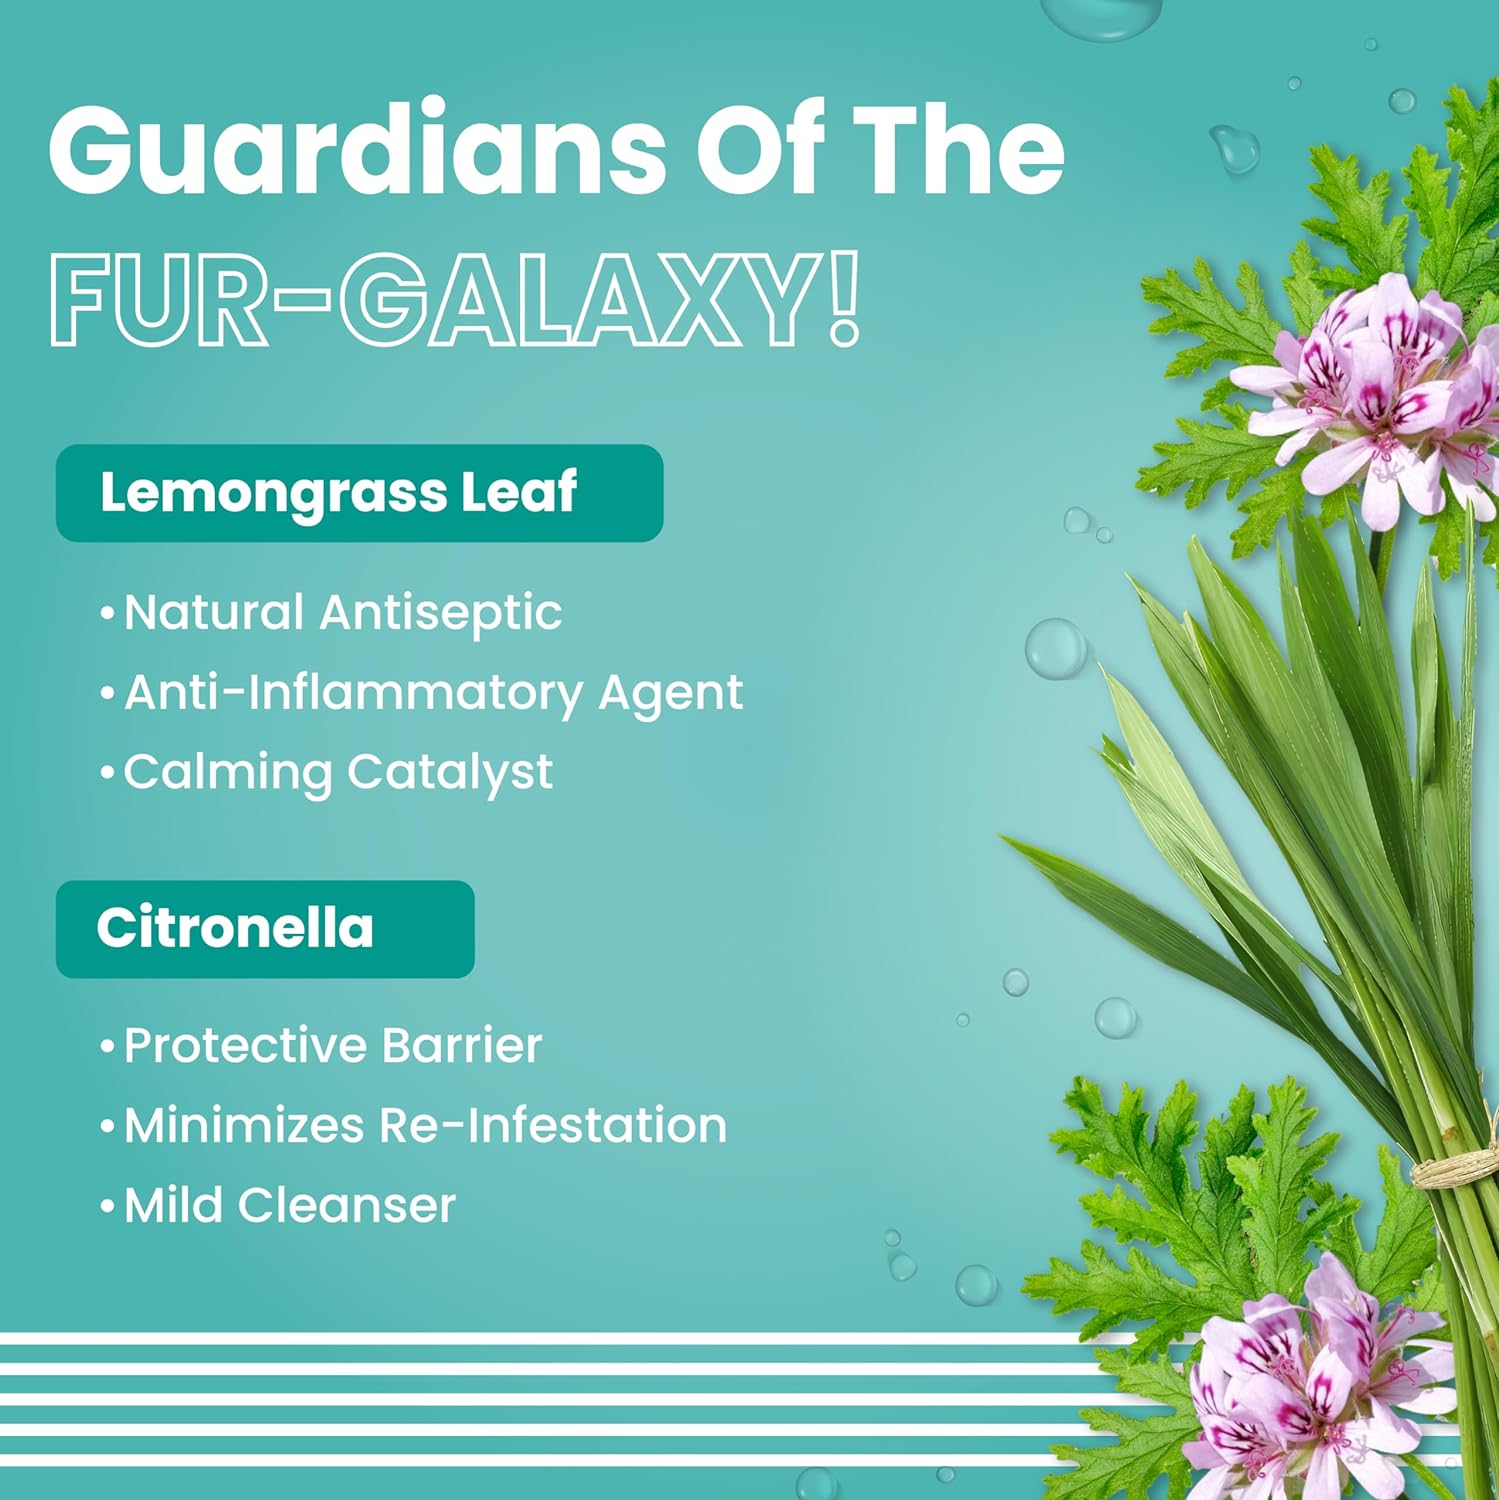 Guardians Of The
FUR-GALAXY!
Lemongrass Leaf
• Natural Antiseptic
• Anti-Inflammatory Agent
• Calming Catalyst
Citronella
• Protective Barrier
• Minimizes Re-Infestation
• Mild Cleanser